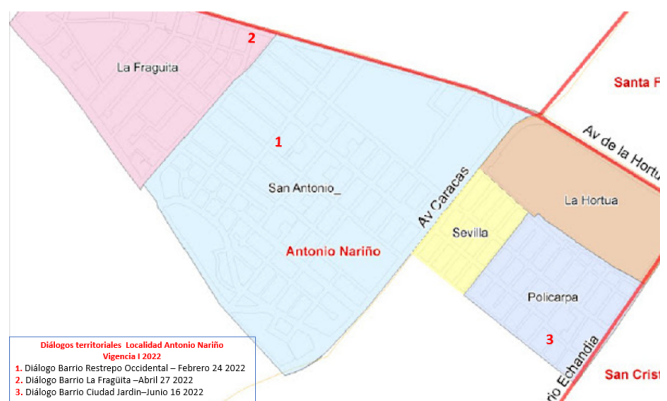 2
La Fraguita
Santa F
1
Av de la Hortu
San Antonio_
Av Caracas
La Hortua
Sevilla
Antonio Nariño
Policarpa
3
rio Echandia
San Crist
Diálogos territoriales Localidad Antonio Nariño
Vigencia I 2022
1. Diálogo Barrio Restrepo Occidental – Febrero 24 2022
2. Diálogo Barrio La Fragüita –Abril 27 2022
3. Diálogo Barrio Ciudad Jardin–Junio 16 2022